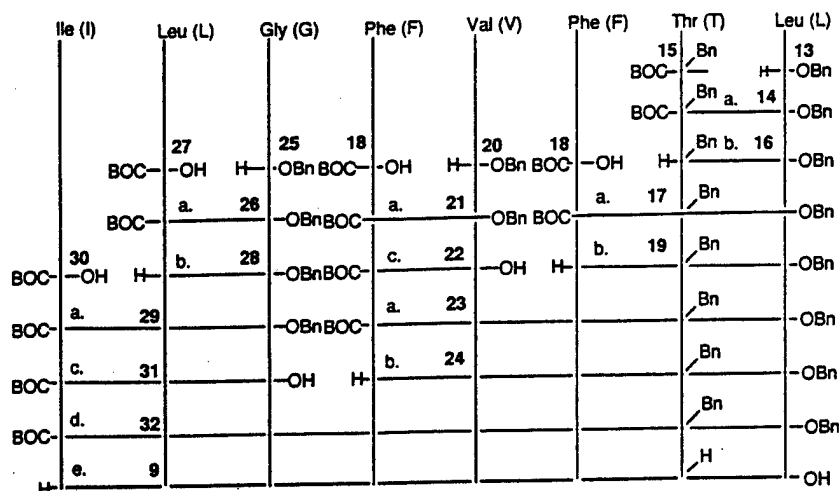 Ile (I) Leu (L) Gly (G) Phe (F) Val (V) Phe (F) Thr (T) Leu (L)
15 Bn 13
BOC H OBn
Bn a. 14
BOC OBn
27 25 18 20 18 Bn b. 16
BOC OH H OBn BOC OH H OBn BOC OH H OBn
a. 26 a. 21 a. 17 Bn
BOC OBn BOC OBn BOC OBn
30 b. 28 c. 22 b. 19 Bn
BOC OH H OBn BOC OH H OBn
a. 29 a. 23 Bn
BOC OBn BOC OBn
c. 31 b. 24 Bn
BOC OH H OBn
d. 32 Bn
BOC OBn
e. 9 H
H OH